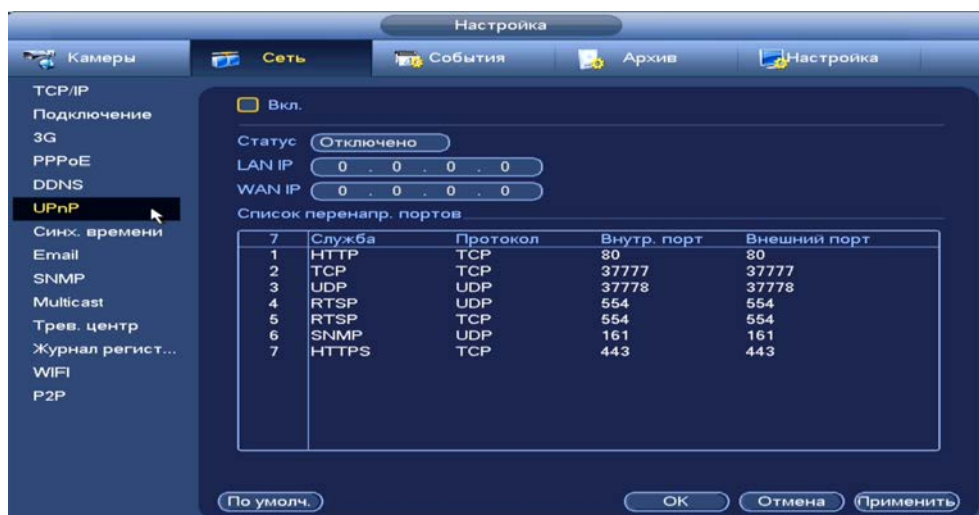 Настройка
Камеры Сеть События Архив Настройка
TCP/IP
Подключение
3G
PPPoE
DDNS
UPnP
Синх. времени
Email
SNMP
Multicast
Трев. центр
Журнал регист...
WIFI
P2P
Вкл.
Статус Отключено
LAN IP 0 . 0 . 0 . 0
WAN IP 0 . 0 . 0 . 0
Список перенапр. портов
7 Служба Протокол Внутр. порт Внешний порт
1 HTTP TCP 80 80
2 TCP TCP 37777 37777
3 UDP UDP 37778 37778
4 RTSP UDP 554 554
5 RTSP TCP 554 554
6 SNMP UDP 161 161
7 HTTPS TCP 443 443
По умолч. OK Отмена Применить